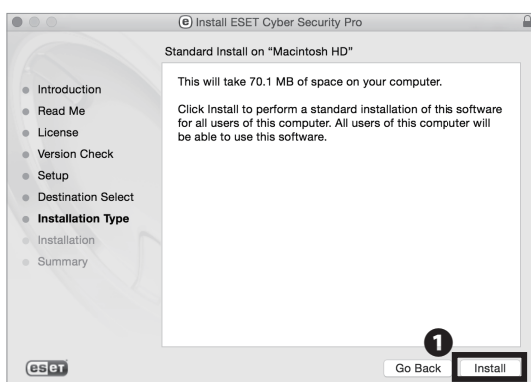 e Install ESET Cyber Security Pro
Standard Install on “Macintosh HD”
Introduction
Read Me
License
Version Check
Setup
Destination Select
Installation Type
Installation
Summary
This will take 70.1 MB of space on your computer.
Click Install to perform a standard installation of this software
for all users of this computer. All users of this computer will
be able to use this software.
eseT
1
Go Back
Install